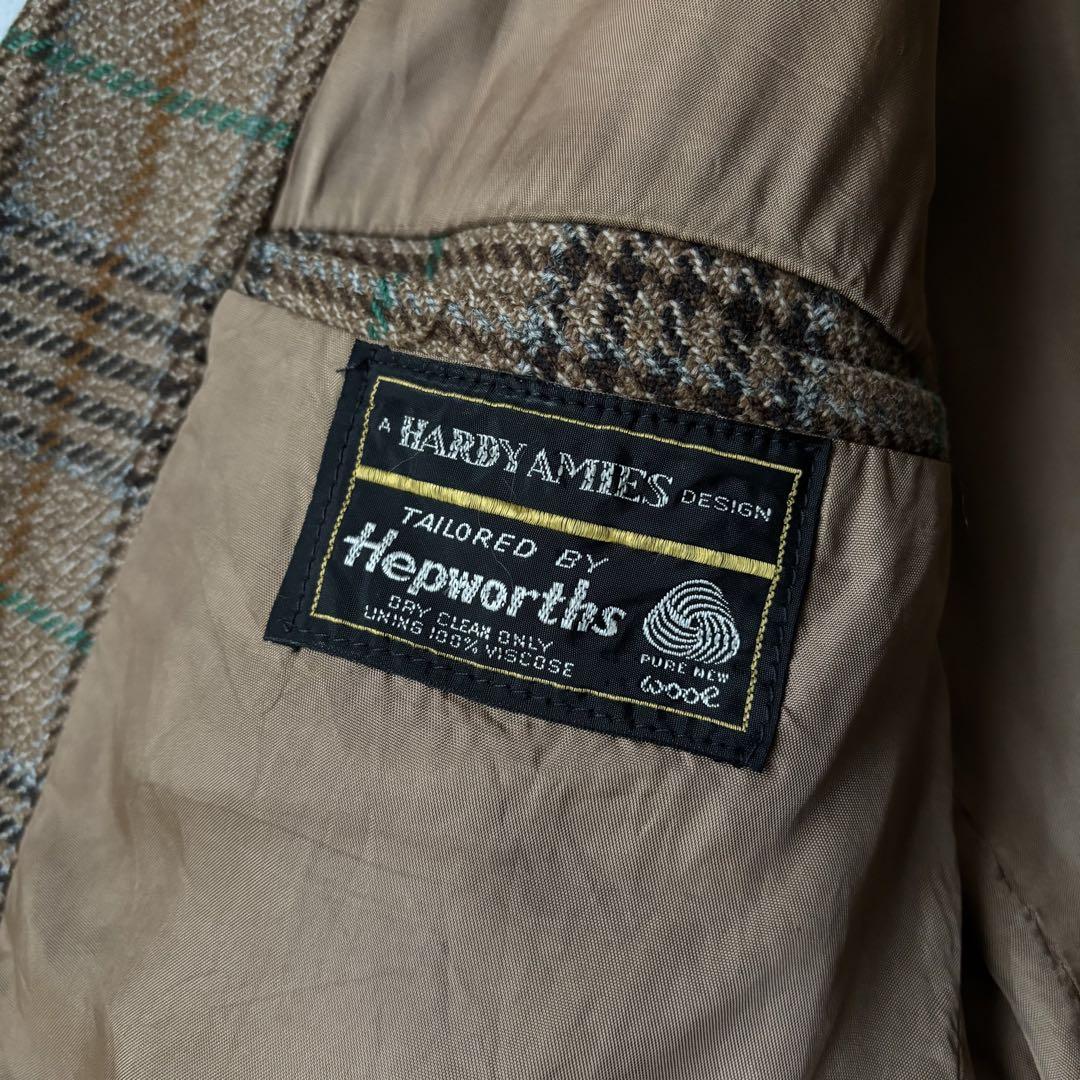 A HARDY AMIES DESIGN
TAILORED BY
Hepworths
DRY CLEAN ONLY
LINING 100% VISCOSE
PURE NEW
WOOL